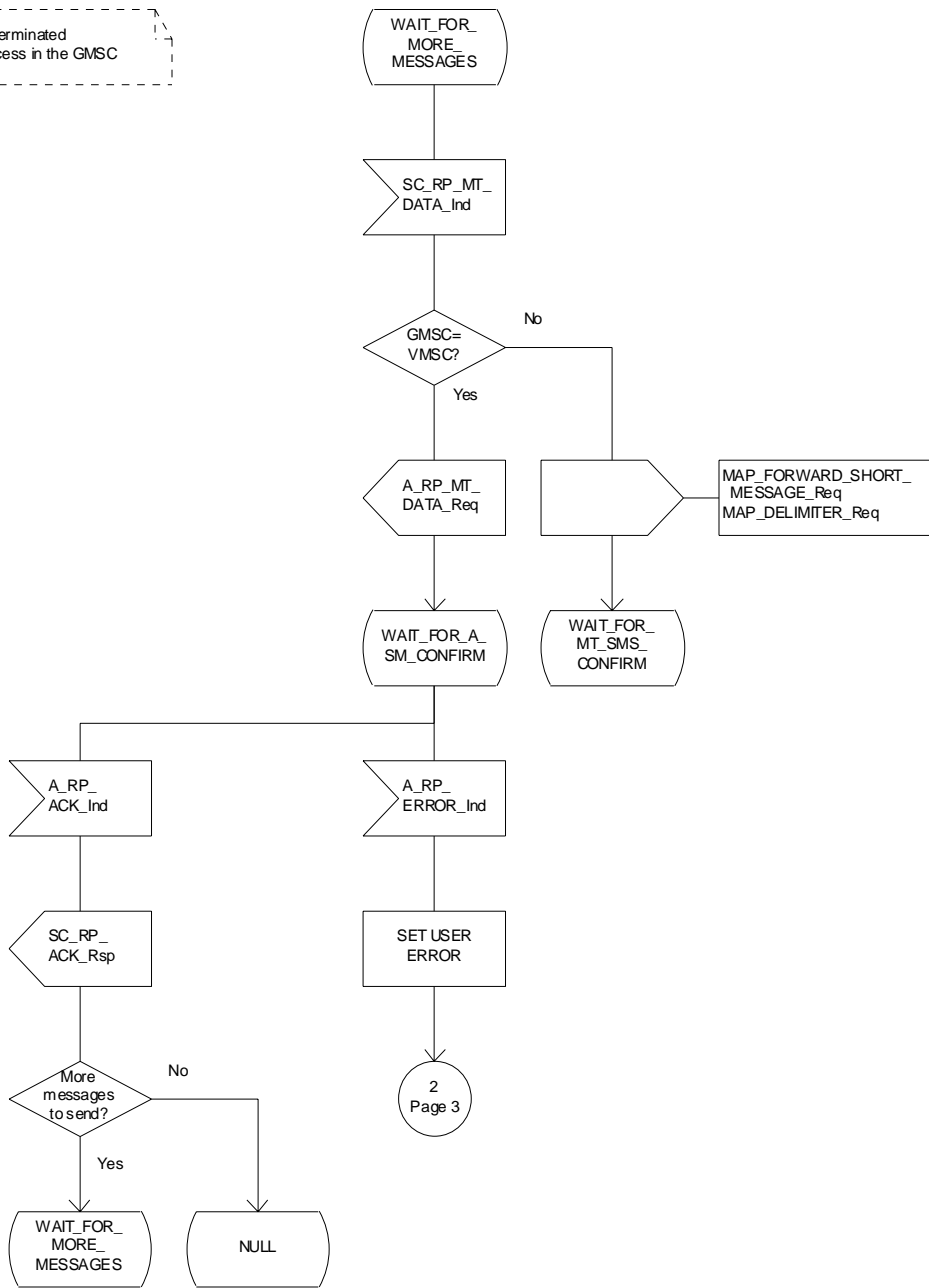 erminated
cess in the GMSC
WAIT_FOR_
MORE_
MESSAGES
SC_RP_MT_
DATA_Ind
GMSC=
VMSC?
No
Yes
A_RP_MT_
DATA_Req
MAP_FORWARD_SHORT_
MESSAGE_Req
MAP_DELIMITER_Req
WAIT_FOR_A_
SM_CONFIRM
WAIT_FOR_
MT_SMS_
CONFIRM
A_RP_
ACK_Ind
A_RP_
ERROR_Ind
SC_RP_
ACK_Rsp
SET USER
ERROR
More
messages
to send?
No
Yes
2
Page 3
WAIT_FOR_
MORE_
MESSAGES
NULL